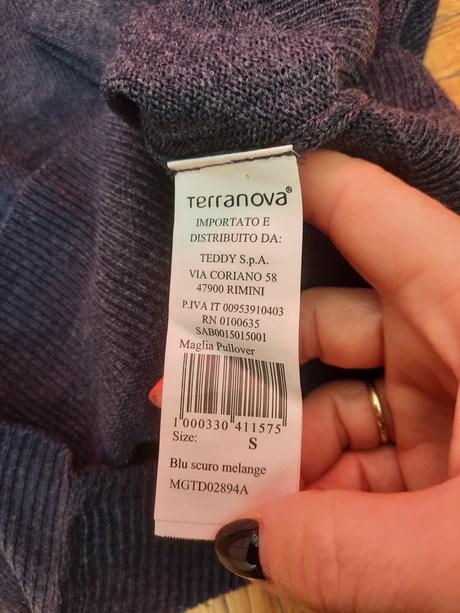 Terranova®
IMPORTATO E
DISTRIBUITO DA:
TEDDY S.p.A.
VIA CORIANO 58
47900 RIMINI
P.IVA IT 00953910403
RN 0100635
SAB0015015001
Maglia Pullover
1 000330 411575
Size: S
Blu scuro melange
MGTD02894A